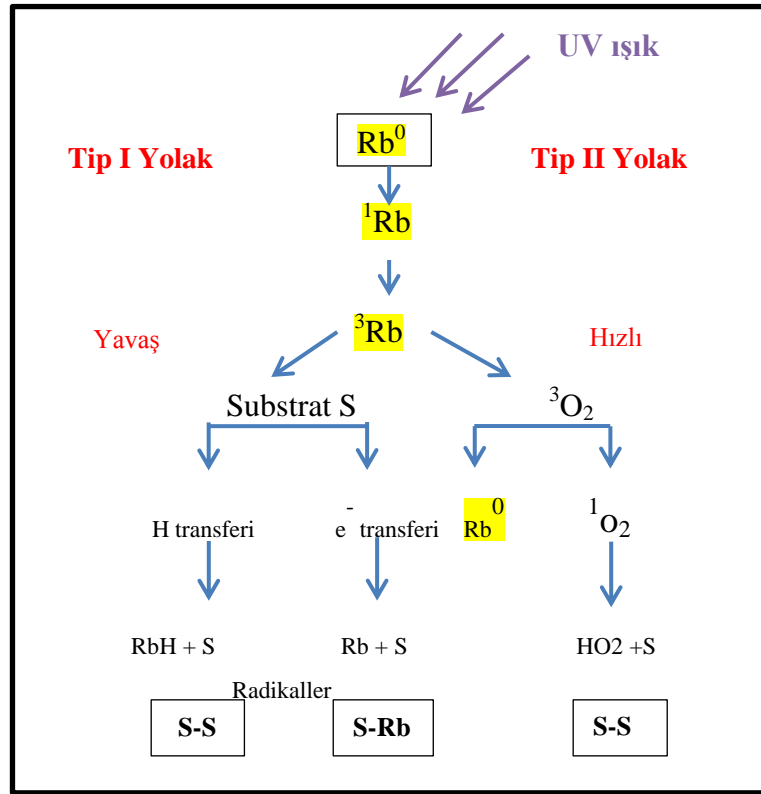 UV ışık
Rb⁰
Tip I Yolak
Tip II Yolak
¹Rb
³Rb
Yavaş
Hızlı
Substrat S
³O₂
H transferi
e⁻ transferi
Rb⁰
¹O₂
RbH + S
Rb + S
HO2 +S
Radikaller
S-S
S-Rb
S-S